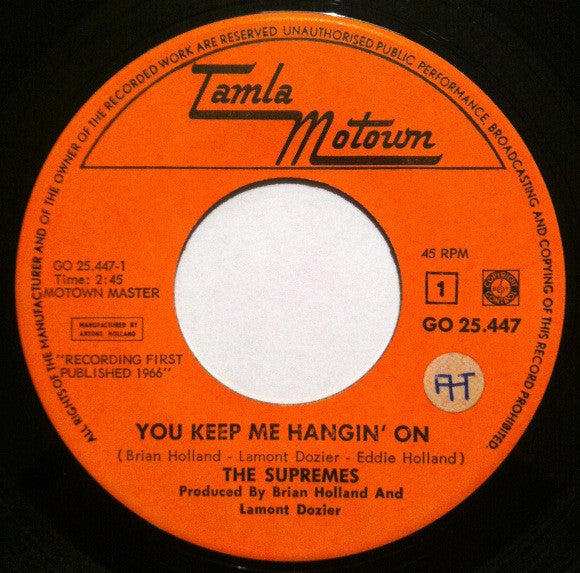 ALL RIGHTS OF THE MANUFACTURER AND OF THE OWNER OF THE RECORDED WORK ARE RESERVED UNAUTHORISED PUBLIC PERFORMANCE, BROADCASTING AND COPYING OF THIS RECORD PROHIBITED.
Tamla
Motown
GO 25.447-1
Time: 2:45
MOTOWN MASTER
45 RPM
1
GO 25.447
MANUFACTURED BY
ARTONE HOLLAND
"RECORDING FIRST
PUBLISHED 1966"
YOU KEEP ME HANGIN' ON
(Brian Holland - Lamont Dozier - Eddie Holland)
THE SUPREMES
Produced By Brian Holland And
Lamont Dozier